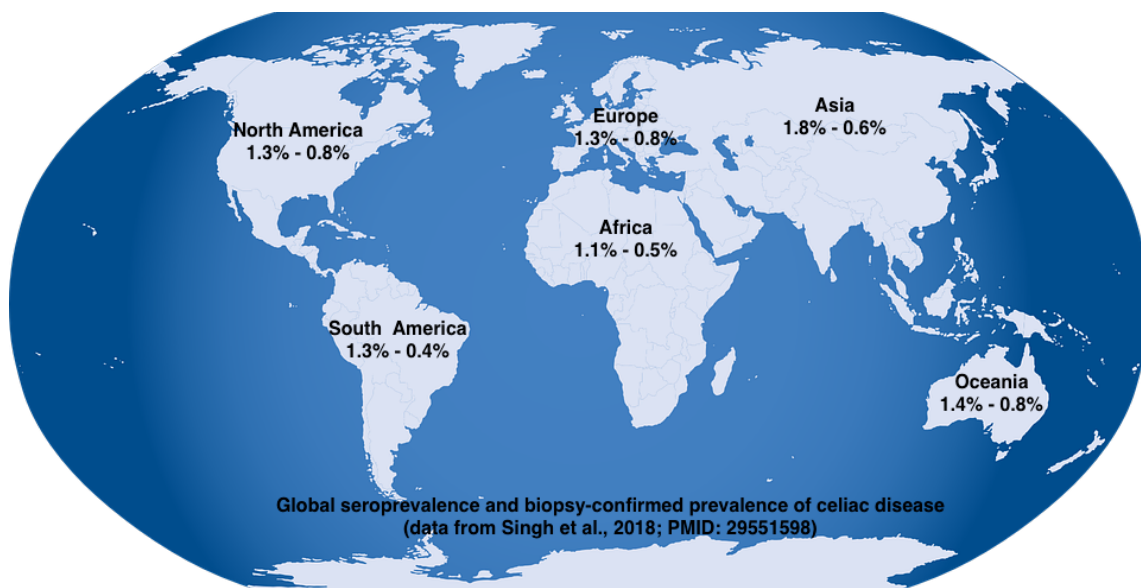 North America
1.3% - 0.8%
Europe
1.3% - 0.8%
Asia
1.8% - 0.6%
Africa
1.1% - 0.5%
South  America
1.3% - 0.4%
Oceania
1.4% - 0.8%
Global seroprevalence and biopsy-confirmed prevalence of celiac disease
(data from Singh et al., 2018; PMID: 29551598)